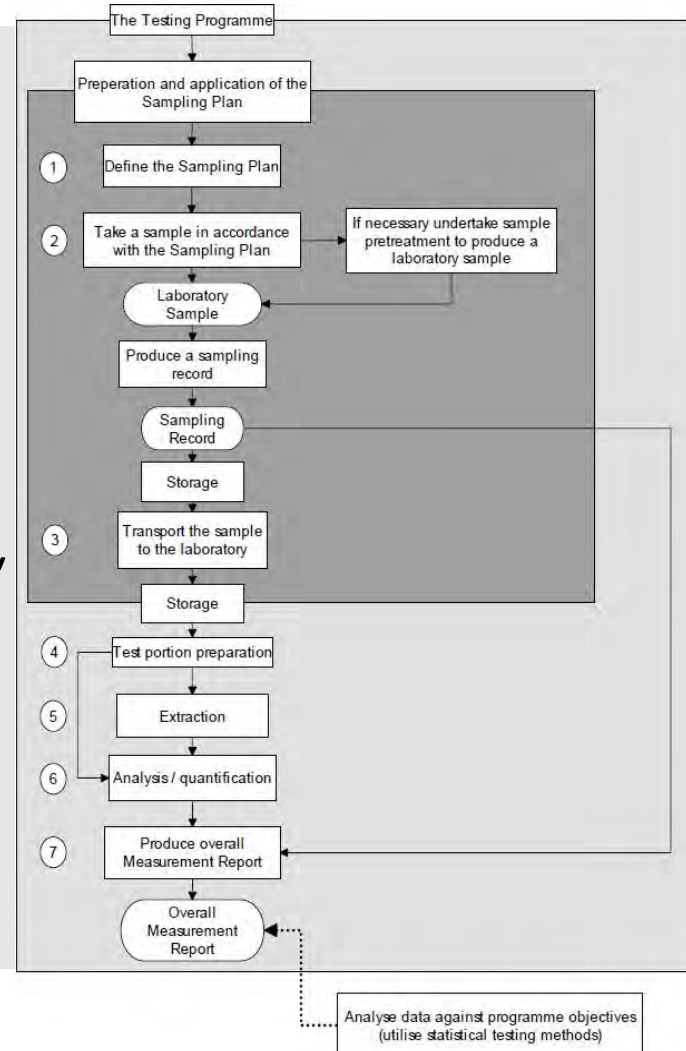 The Testing Programme
Preperation and application of the
Sampling Plan
1
Define the Sampling Plan
2
Take a sample in accordance
with the Sampling Plan
If necessary undertake sample
pretreatment to produce a
laboratory sample
Laboratory
Sample
Produce a sampling
record
Sampling
Record
Storage
3
Transport the sample
to the laboratory
Storage
4
Test portion preparation
5
Extraction
6
Analysis / quantification
7
Produce overall
Measurement Report
Overall
Measurement
Report
Analyse data against programme objectives
(utilise statistical testing methods)